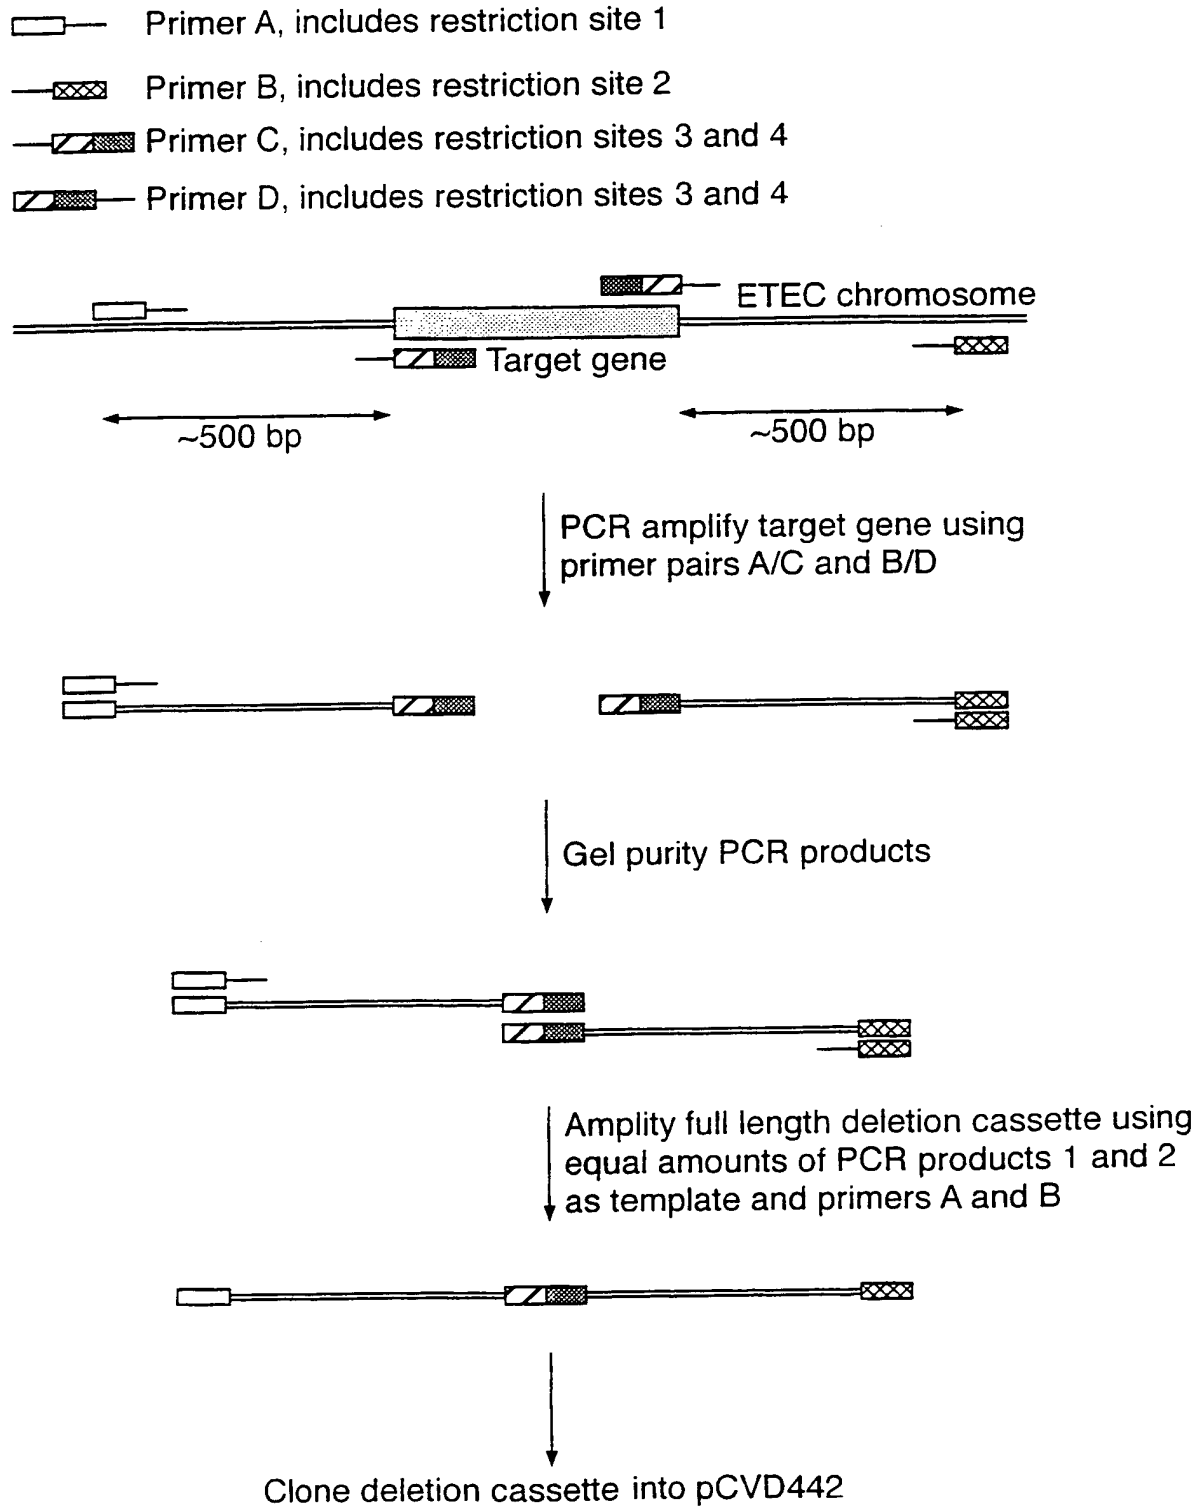 Primer A, includes restriction site 1
Primer B, includes restriction site 2
Primer C, includes restriction sites 3 and 4
Primer D, includes restriction sites 3 and 4
ETEC chromosome
Target gene
~500 bp
~500 bp
PCR amplify target gene using
primer pairs A/C and B/D
Gel purity PCR products
Amplity full length deletion cassette using
equal amounts of PCR products 1 and 2
as template and primers A and B
Clone deletion cassette into pCVD442